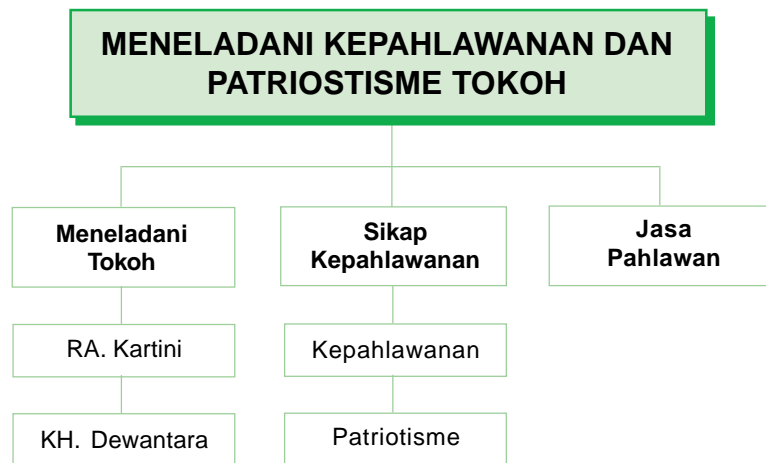 MENELADANI KEPAHLAWANAN DAN
PATRIOSTISME TOKOH
Meneladani
Tokoh
RA. Kartini
KH. Dewantara
Sikap
Kepahlawanan
Kepahlawanan
Patriotisme
Jasa
Pahlawan